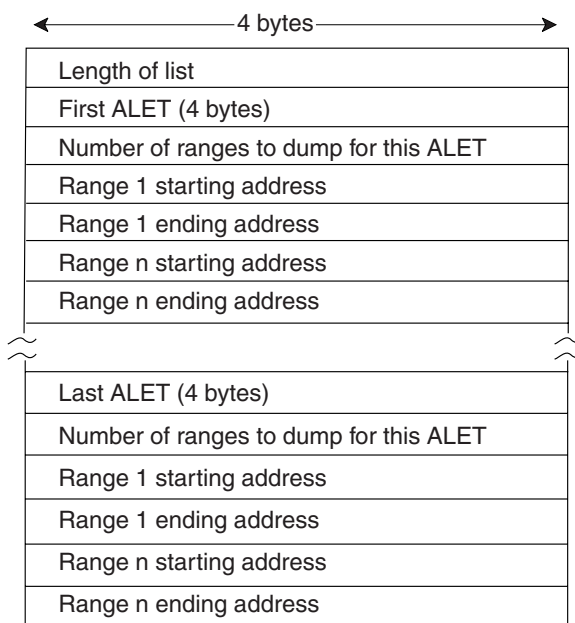 4 bytes
Length of list
First ALET (4 bytes)
Number of ranges to dump for this ALET
Range 1 starting address
Range 1 ending address
Range n starting address
Range n ending address
Last ALET (4 bytes)
Number of ranges to dump for this ALET
Range 1 starting address
Range 1 ending address
Range n starting address
Range n ending address